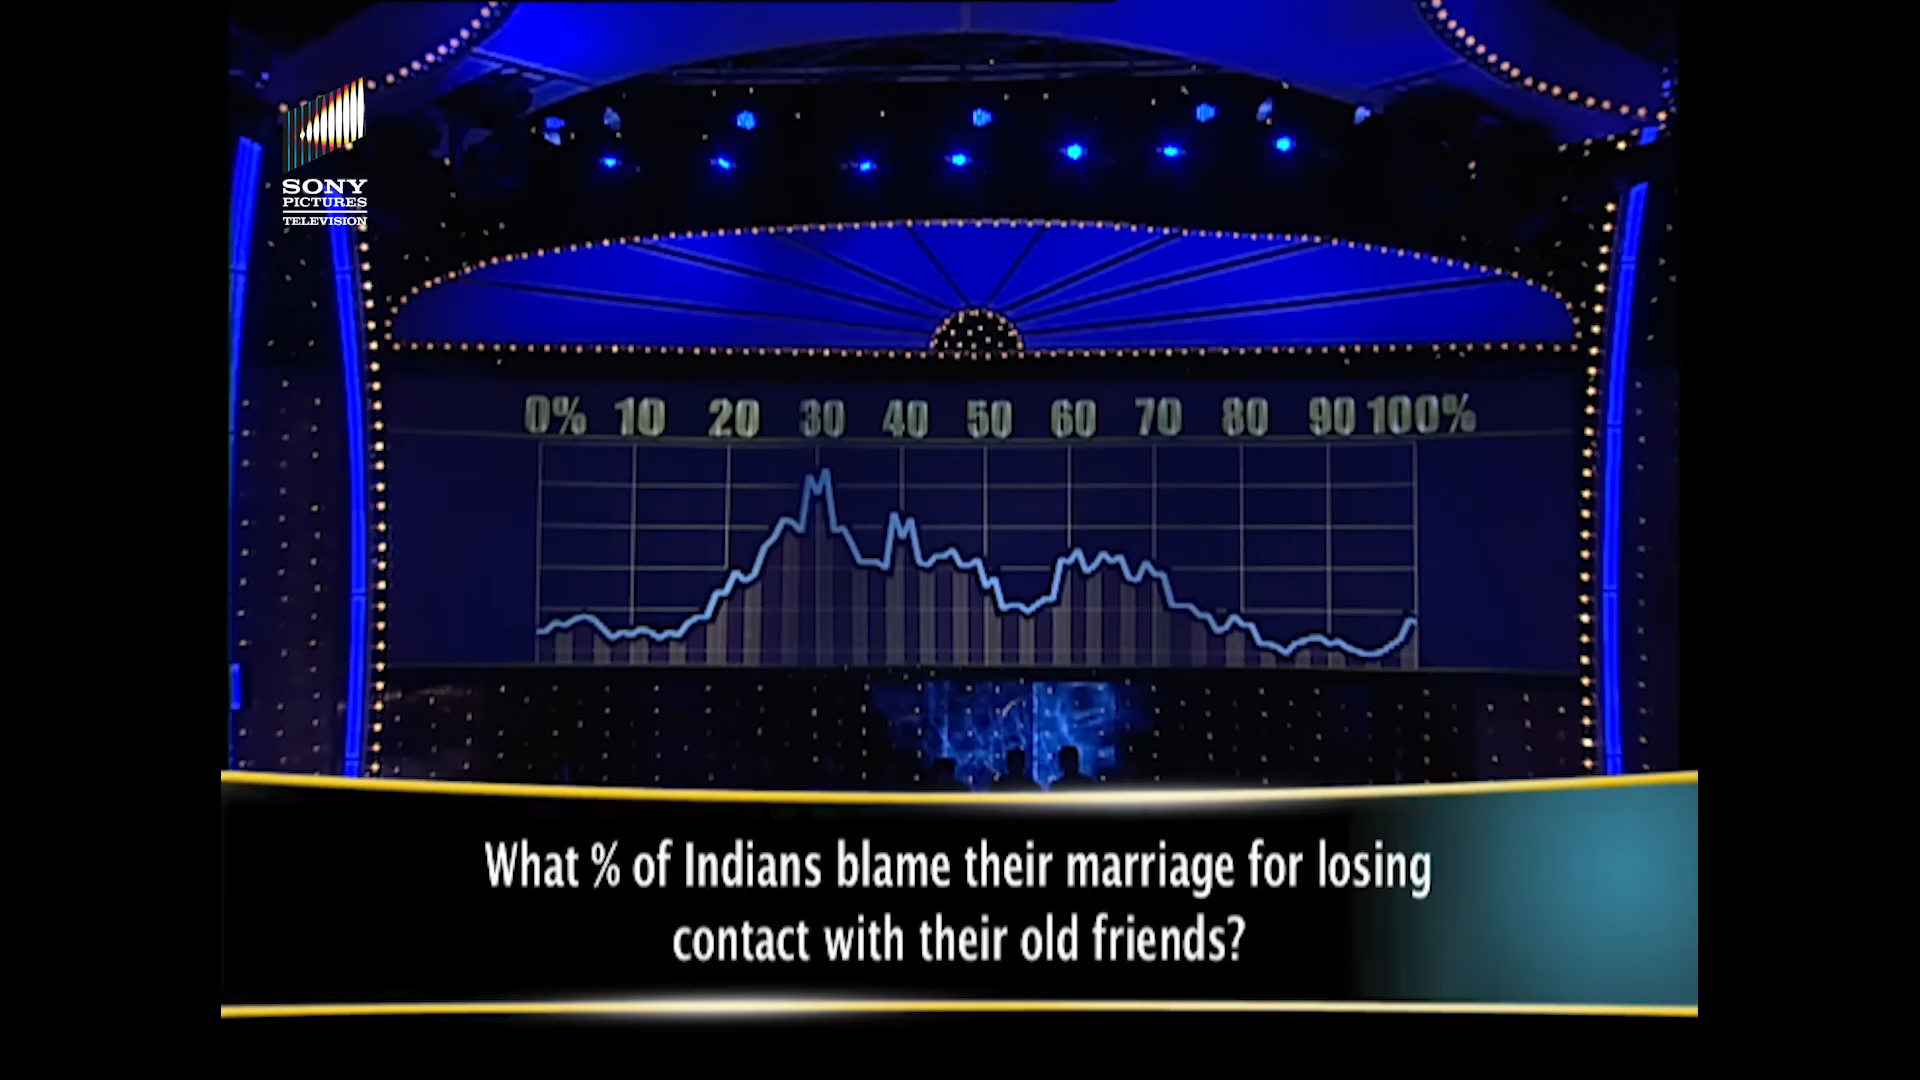 SONY
PICTURES
TELEVISION
0% 10 20 30 40 50 60 70 80 90 100%
What % of Indians blame their marriage for losing
contact with their old friends?